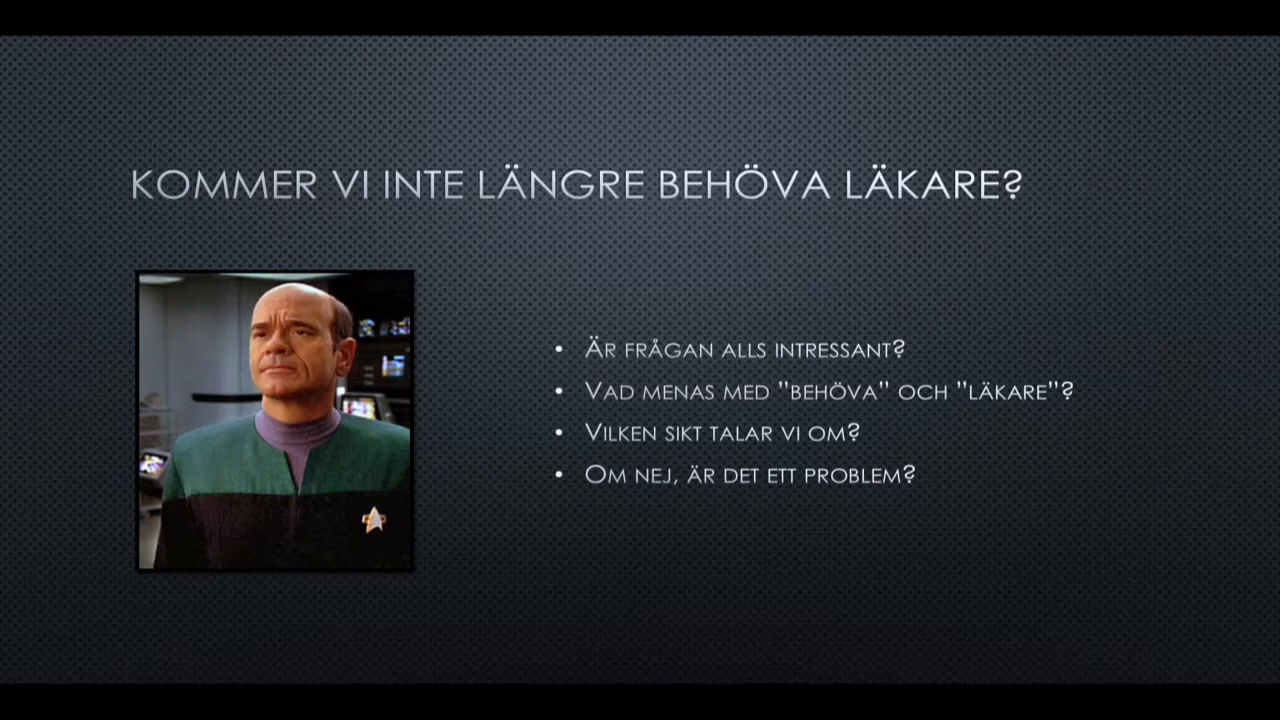 KOMMER VI INTE LÄNGRE BEHÖVA LÄKARE?
• ÄR FRÅGAN ALLS INTRESSANT?
• VAD MENAS MED ”BEHÖVA” OCH ”LÄKARE”?
• VILKEN SIKT TALAR VI OM?
• OM NEJ, ÄR DET ETT PROBLEM?